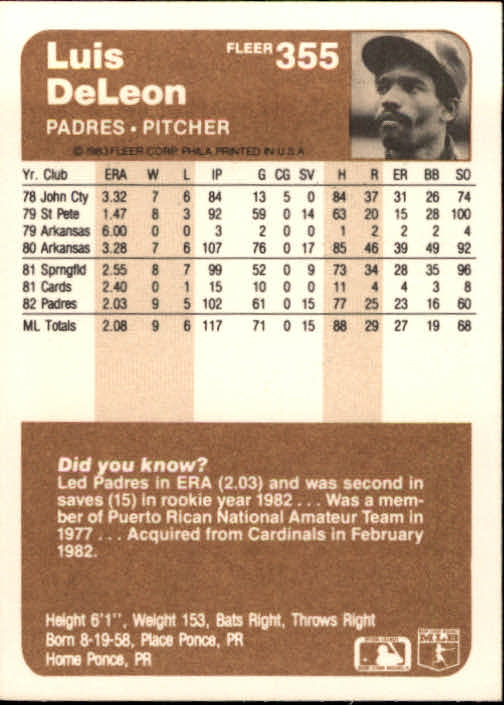 Luis
DeLeon
FLEER 355
PADRES • PITCHER
© 1983 FLEER CORP. PHILA. PRINTED IN U.S.A.
Yr. Club ERA W L IP G CG SV H R ER BB SO
78 John Cty 3.32 7 6 84 13 5 0 84 37 31 26 74
79 St Pete 1.47 8 3 92 59 0 14 63 20 15 28 100
79 Arkansas 6.00 0 0 3 2 0 0 1 2 2 2 4
80 Arkansas 3.28 7 6 107 76 0 17 85 46 39 49 92
81 Sprngfld 2.55 8 7 99 52 0 9 73 34 28 35 96
81 Cards 2.40 0 1 15 10 0 0 11 4 4 3 8
82 Padres 2.03 9 5 102 61 0 15 77 25 23 16 60
ML Totals 2.08 9 6 117 71 0 15 88 29 27 19 68
Did you know?
Led Padres in ERA (2.03) and was second in
saves (15) in rookie year 1982 . . . Was a mem-
ber of Puerto Rican National Amateur Team in
1977 . . . Acquired from Cardinals in February
1982.
Height 6'1", Weight 153, Bats Right, Throws Right
Born 8-19-58, Place Ponce, PR
Home Ponce, PR